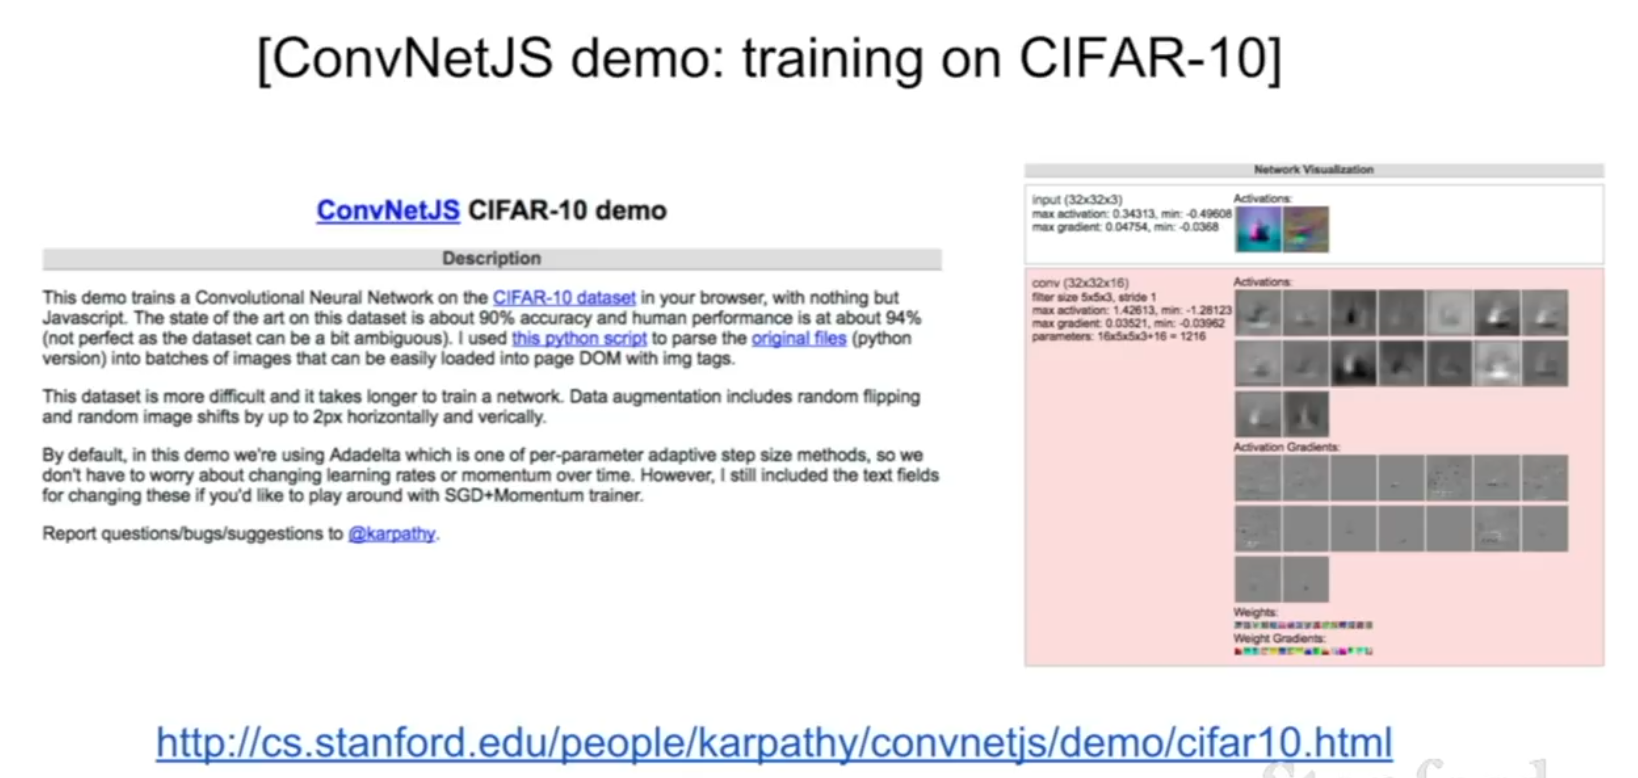 [ConvNetJS demo: training on CIFAR-10]
ConvNetJS CIFAR-10 demo
Description
This demo trains a Convolutional Neural Network on the CIFAR-10 dataset in your browser, with nothing but
Javascript. The state of the art on this dataset is about 90% accuracy and human performance is at about 94%
(not perfect as the dataset can be a bit ambiguous). I used this python script to parse the original files (python
version) into batches of images that can be easily loaded into page DOM with img tags.
This dataset is more difficult and it takes longer to train a network. Data augmentation includes random flipping
and random image shifts by up to 2px horizontally and verically.
By default, in this demo we're using Adadelta which is one of per-parameter adaptive step size methods, so we
don't have to worry about changing learning rates or momentum over time. However, I still included the text fields
for changing these if you'd like to play around with SGD+Momentum trainer.
Report questions/bugs/suggestions to @karpathy.
Network Visualization
input (32x32x3)
max activation: 0.34313, min: -0.49608
max gradient: 0.04754, min: -0.0368
Activations:
conv (32x32x16)
filter size 5x5x3, stride 1
max activation: 1.42613, min: -1.28123
max gradient: 0.03521, min: -0.03962
parameters: 16x5x5x3+16 = 1216
Activations:
Activation Gradients:
Weights:
Weight Gradients:
http://cs.stanford.edu/people/karpathy/convnetjs/demo/cifar10.html